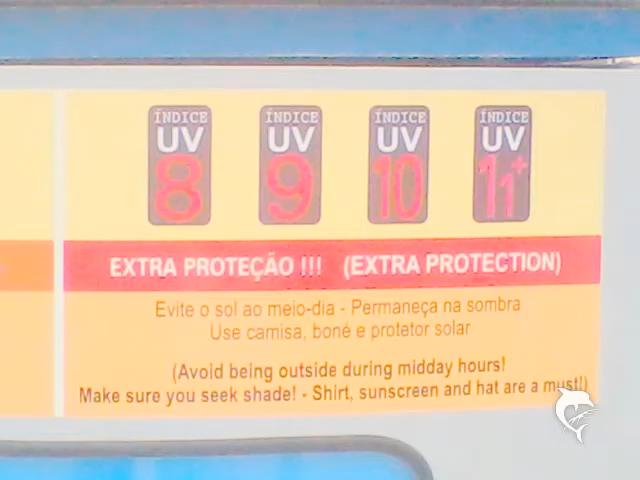 ÍNDICE UV 8
ÍNDICE UV 9
ÍNDICE UV 10
ÍNDICE UV 11+
EXTRA PROTEÇÃO !!! (EXTRA PROTECTION)
Evite o sol ao meio-dia - Permaneça na sombra
Use camisa, boné e protetor solar
(Avoid being outside during midday hours!
Make sure you seek shade! - Shirt, sunscreen and hat are a must!)